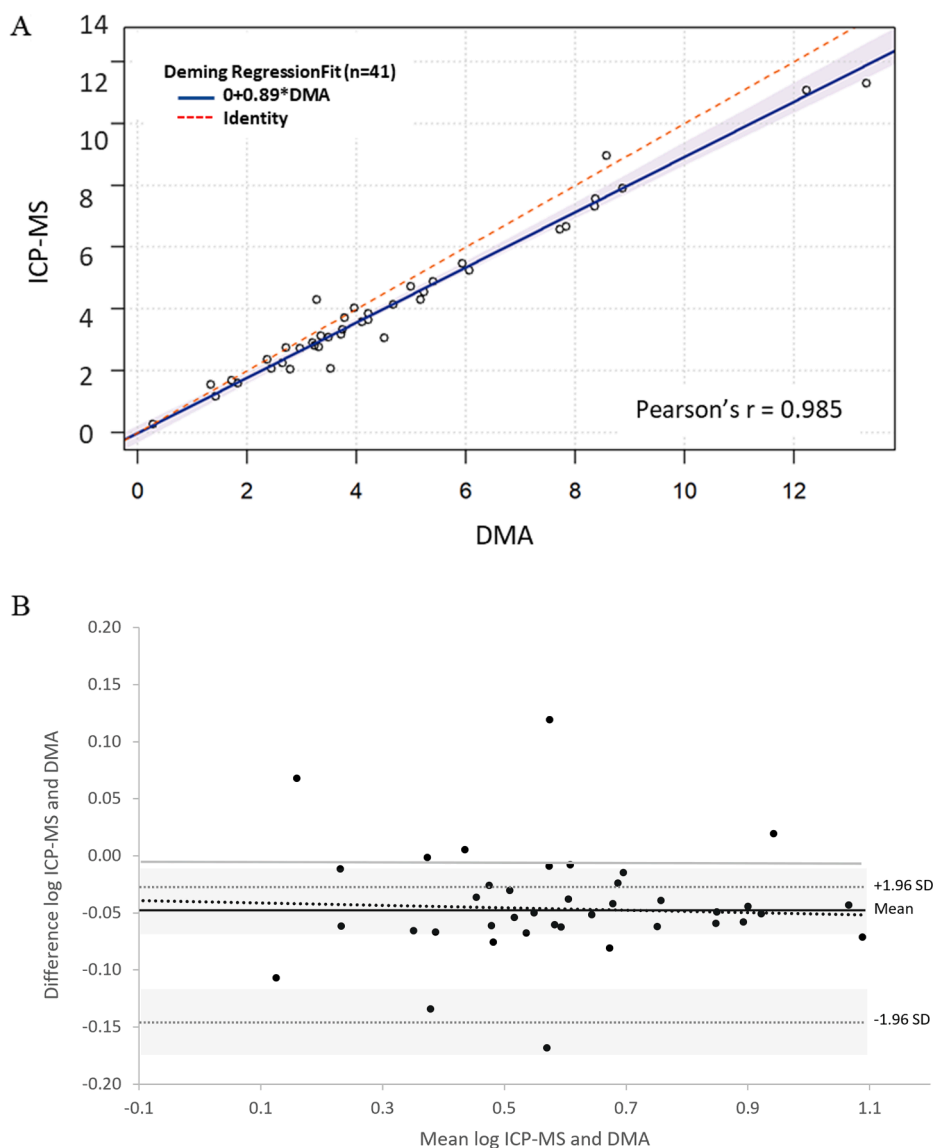 A
14
12
10
8
6
4
2
0
ICP-MS
Deming RegressionFit (n=41)
0+0.89*DMA
Identity
Pearson’s r = 0.985
0 2 4 6 8 10 12
DMA
B
0.20
0.15
0.10
0.05
0.00
-0.05
-0.10
-0.15
-0.20
Difference log ICP-MS and DMA
+1.96 SD
Mean
-1.96 SD
-0.1 0.1 0.3 0.5 0.7 0.9 1.1
Mean log ICP-MS and DMA